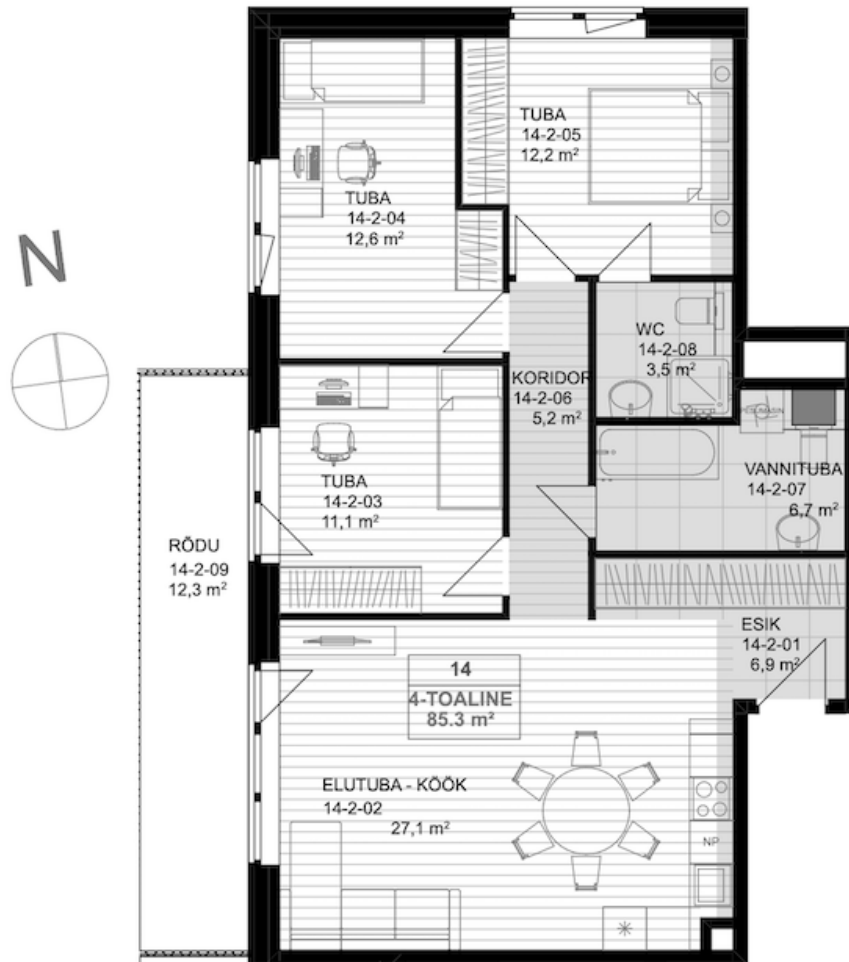 TUBA
14-2-05
12,2 m²
TUBA
14-2-04
12,6 m²
N
WC
14-2-08
3,5 m²
KORIDOR
14-2-06
5,2 m²
VANNITUBA
14-2-07
6,7 m²
TUBA
14-2-03
11,1 m²
RÕDU
14-2-09
12,3 m²
ESIK
14-2-01
6,9 m²
14
4-TOALINE
85.3 m²
ELUTUBA - KÖÖK
14-2-02
27,1 m²
NP